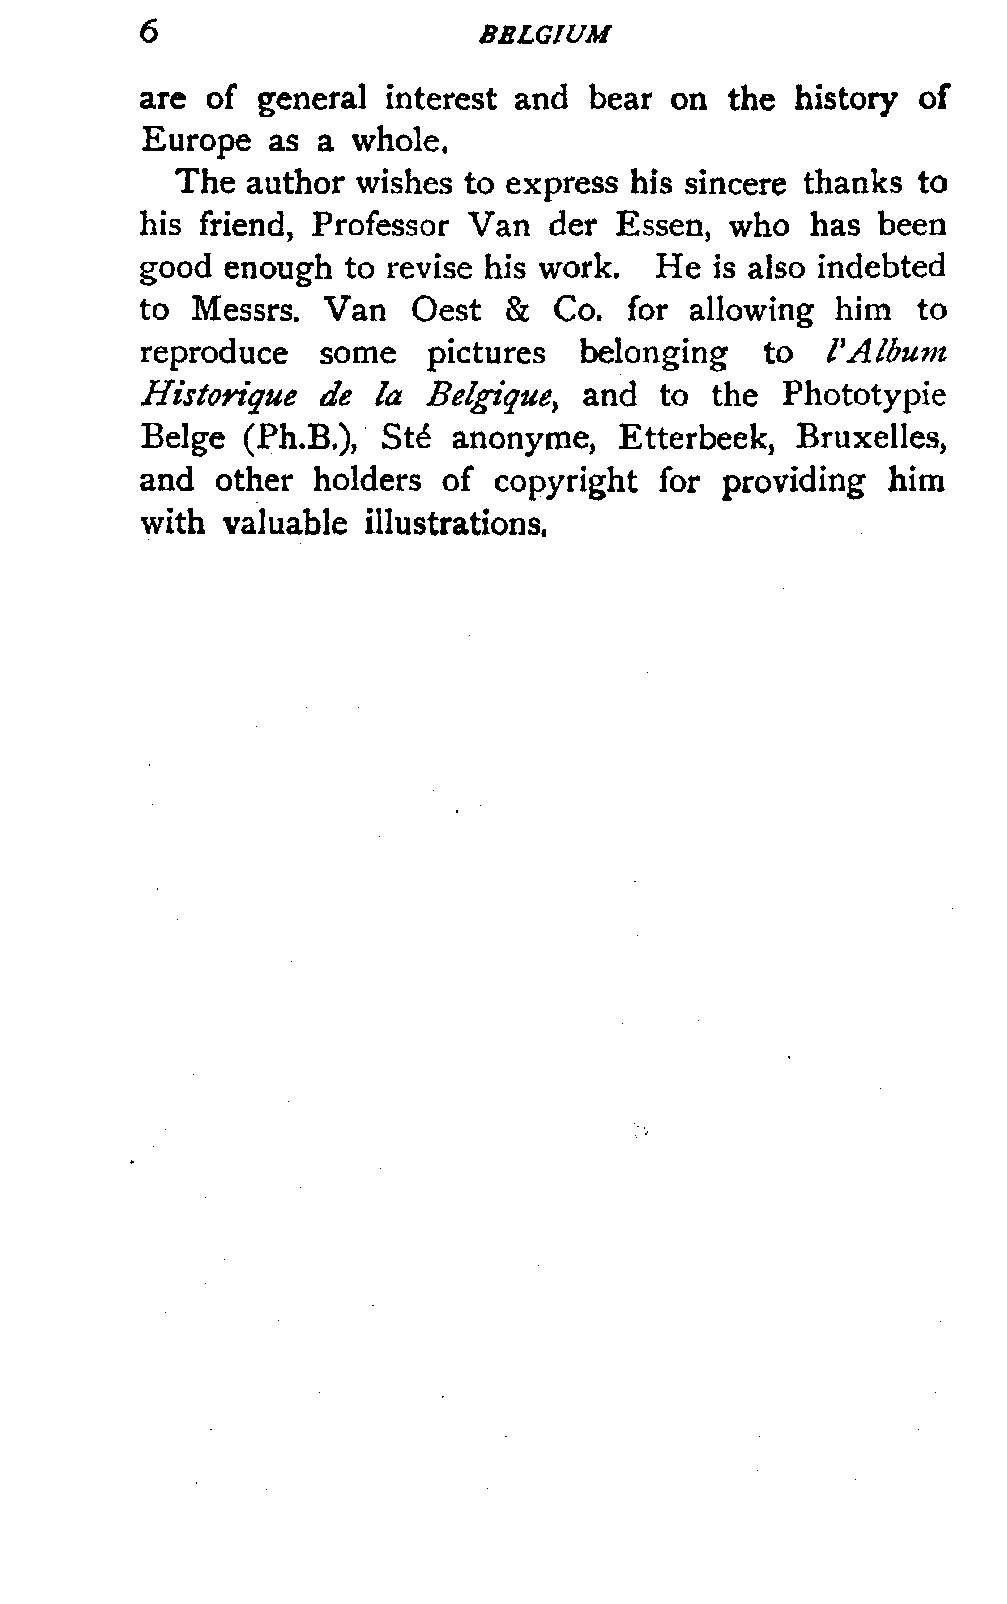 6 BELGIUM
are of general interest and bear on the history of
Europe as a whole.
The author wishes to express his sincere thanks to
his friend, Professor Van der Essen, who has been
good enough to revise his work. He is also indebted
to Messrs. Van Oest & Co. for allowing him to
reproduce some pictures belonging to l'Album
Historique de la Belgique, and to the Phototypie
Belge (Ph.B.), Sté anonyme, Etterbeek, Bruxelles,
and other holders of copyright for providing him
with valuable illustrations.